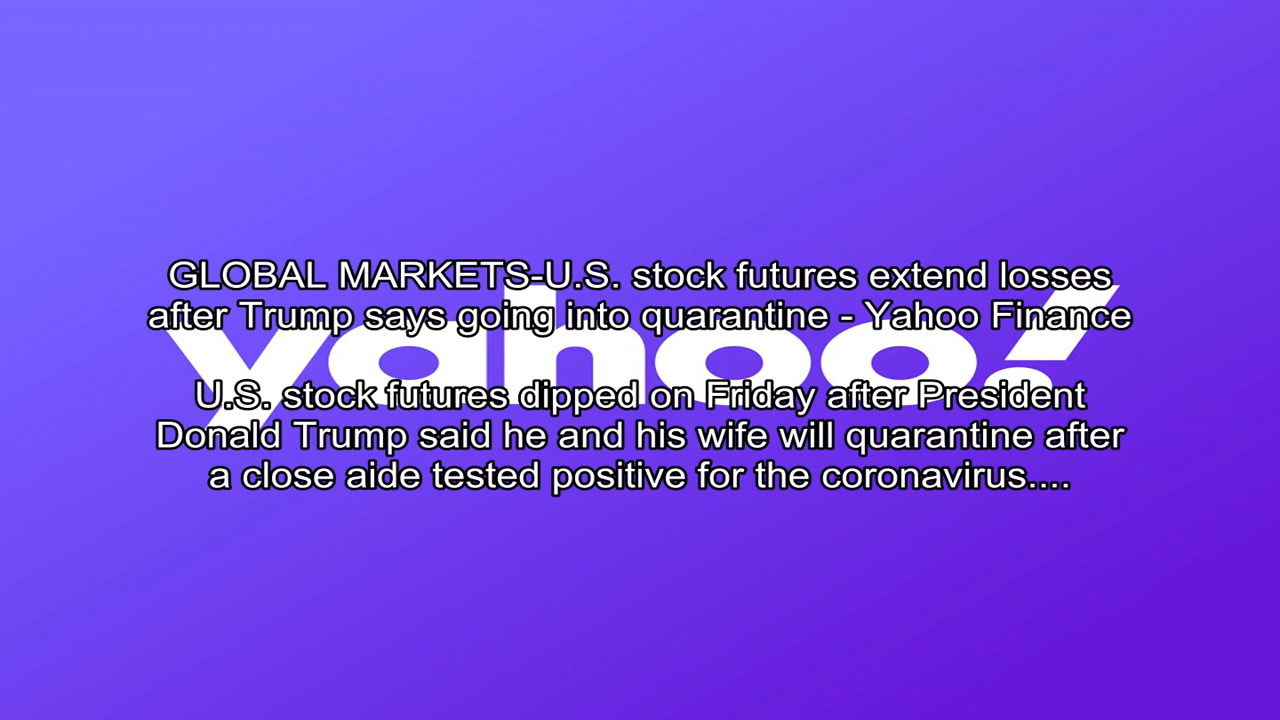 GLOBAL MARKETS-U.S. stock futures extend losses
after Trump says going into quarantine - Yahoo Finance
yahoo!
U.S. stock futures dipped on Friday after President
Donald Trump said he and his wife will quarantine after
a close aide tested positive for the coronavirus....